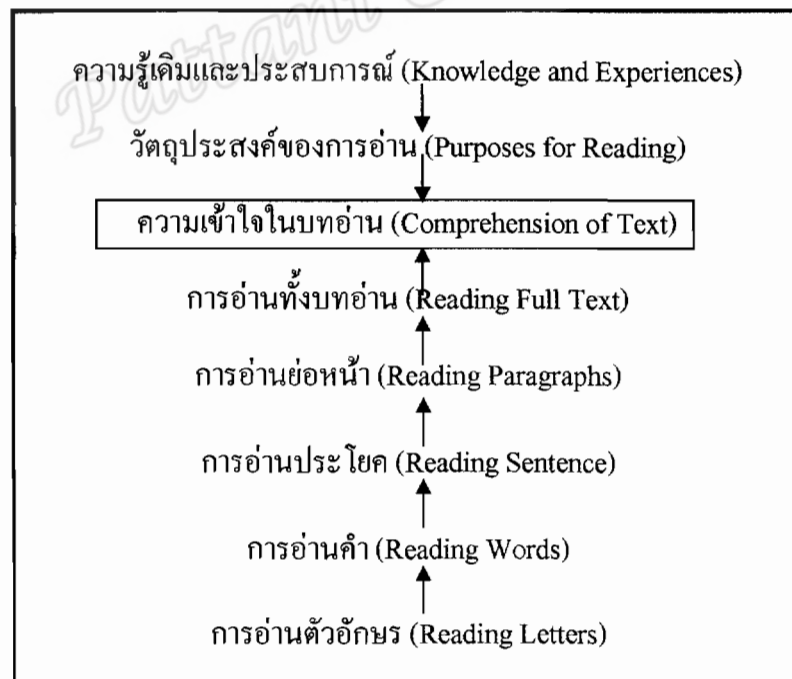 Pattani
ความรู้เดิมและประสบการณ์ (Knowledge and Experiences)
วัตถุประสงค์ของการอ่าน (Purposes for Reading)
ความเข้าใจในบทอ่าน (Comprehension of Text)
การอ่านทั้งบทอ่าน (Reading Full Text)
การอ่านย่อหน้า (Reading Paragraphs)
การอ่านประโยค (Reading Sentence)
การอ่านคำ (Reading Words)
การอ่านตัวอักษร (Reading Letters)